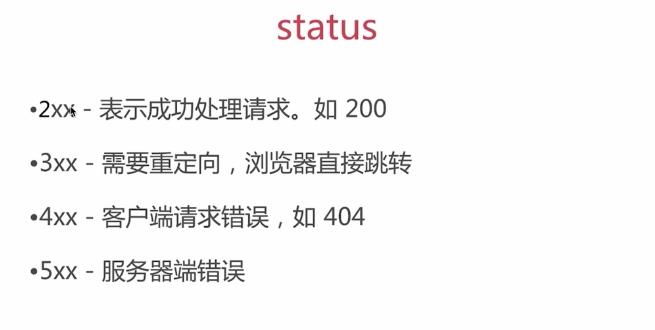 status
•2xx - 表示成功处理请求。如 200
•3xx - 需要重定向，浏览器直接跳转
•4xx - 客户端请求错误，如 404
•5xx - 服务器端错误